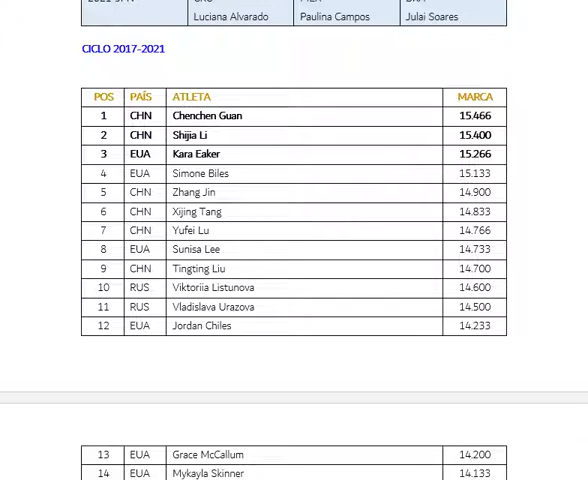 Luciana Alvarado Paulina Campos Julai Soares
CICLO 2017-2021
POS PAÍS ATLETA MARCA
1 CHN Chenchen Guan 15.466
2 CHN Shijia Li 15.400
3 EUA Kara Eaker 15.266
4 EUA Simone Biles 15.133
5 CHN Zhang Jin 14.900
6 CHN Xijing Tang 14.833
7 CHN Yufei Lu 14.766
8 EUA Sunisa Lee 14.733
9 CHN Tingting Liu 14.700
10 RUS Viktoriia Listunova 14.600
11 RUS Vladislava Urazova 14.500
12 EUA Jordan Chiles 14.233
13 EUA Grace McCallum 14.200
14 EUA Mykayla Skinner 14.133